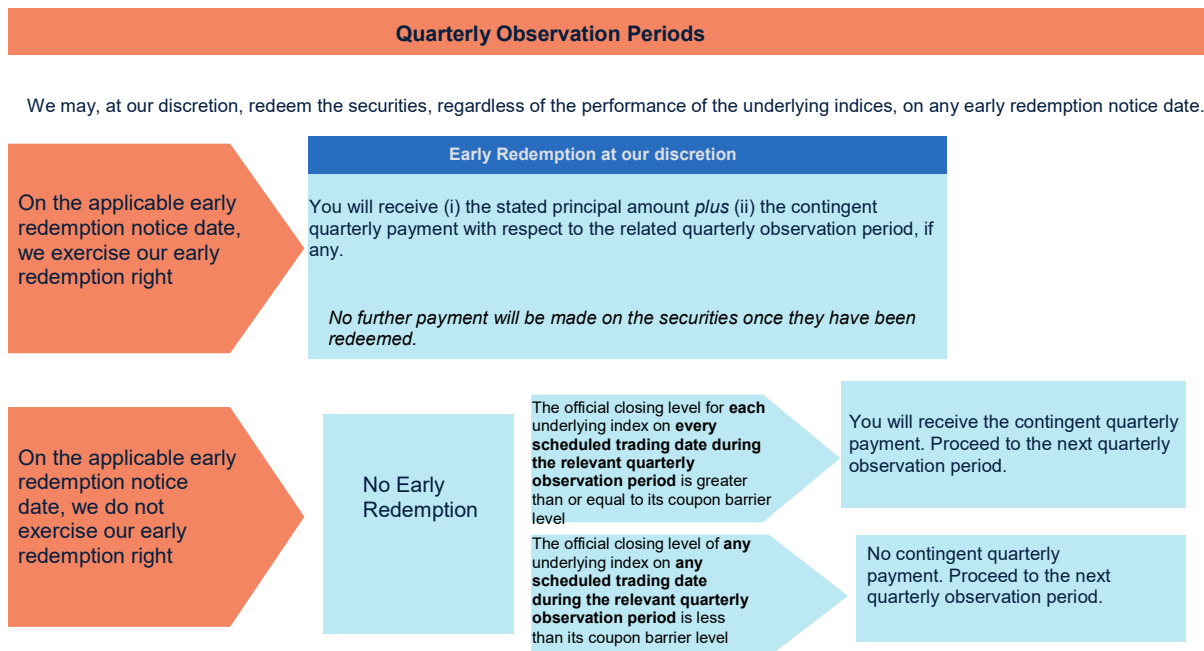 Quarterly Observation Periods
We may, at our discretion, redeem the securities, regardless of the performance of the underlying indices, on any early redemption notice date.
On the applicable early
redemption notice date,
we exercise our early
redemption right
Early Redemption at our discretion
You will receive (i) the stated principal amount plus (ii) the contingent
quarterly payment with respect to the related quarterly observation period, if
any.
No further payment will be made on the securities once they have been
redeemed.
On the applicable early
redemption notice
date, we do not
exercise our early
redemption right
No Early
Redemption
The official closing level for each
underlying index on every
scheduled trading date during
the relevant quarterly
observation period is greater
than or equal to its coupon barrier
level
You will receive the contingent quarterly
payment. Proceed to the next quarterly
observation period.
The official closing level of any
underlying index on any
scheduled trading date
during the relevant quarterly
observation period is less
than its coupon barrier level
No contingent quarterly
payment. Proceed to the next
quarterly observation period.